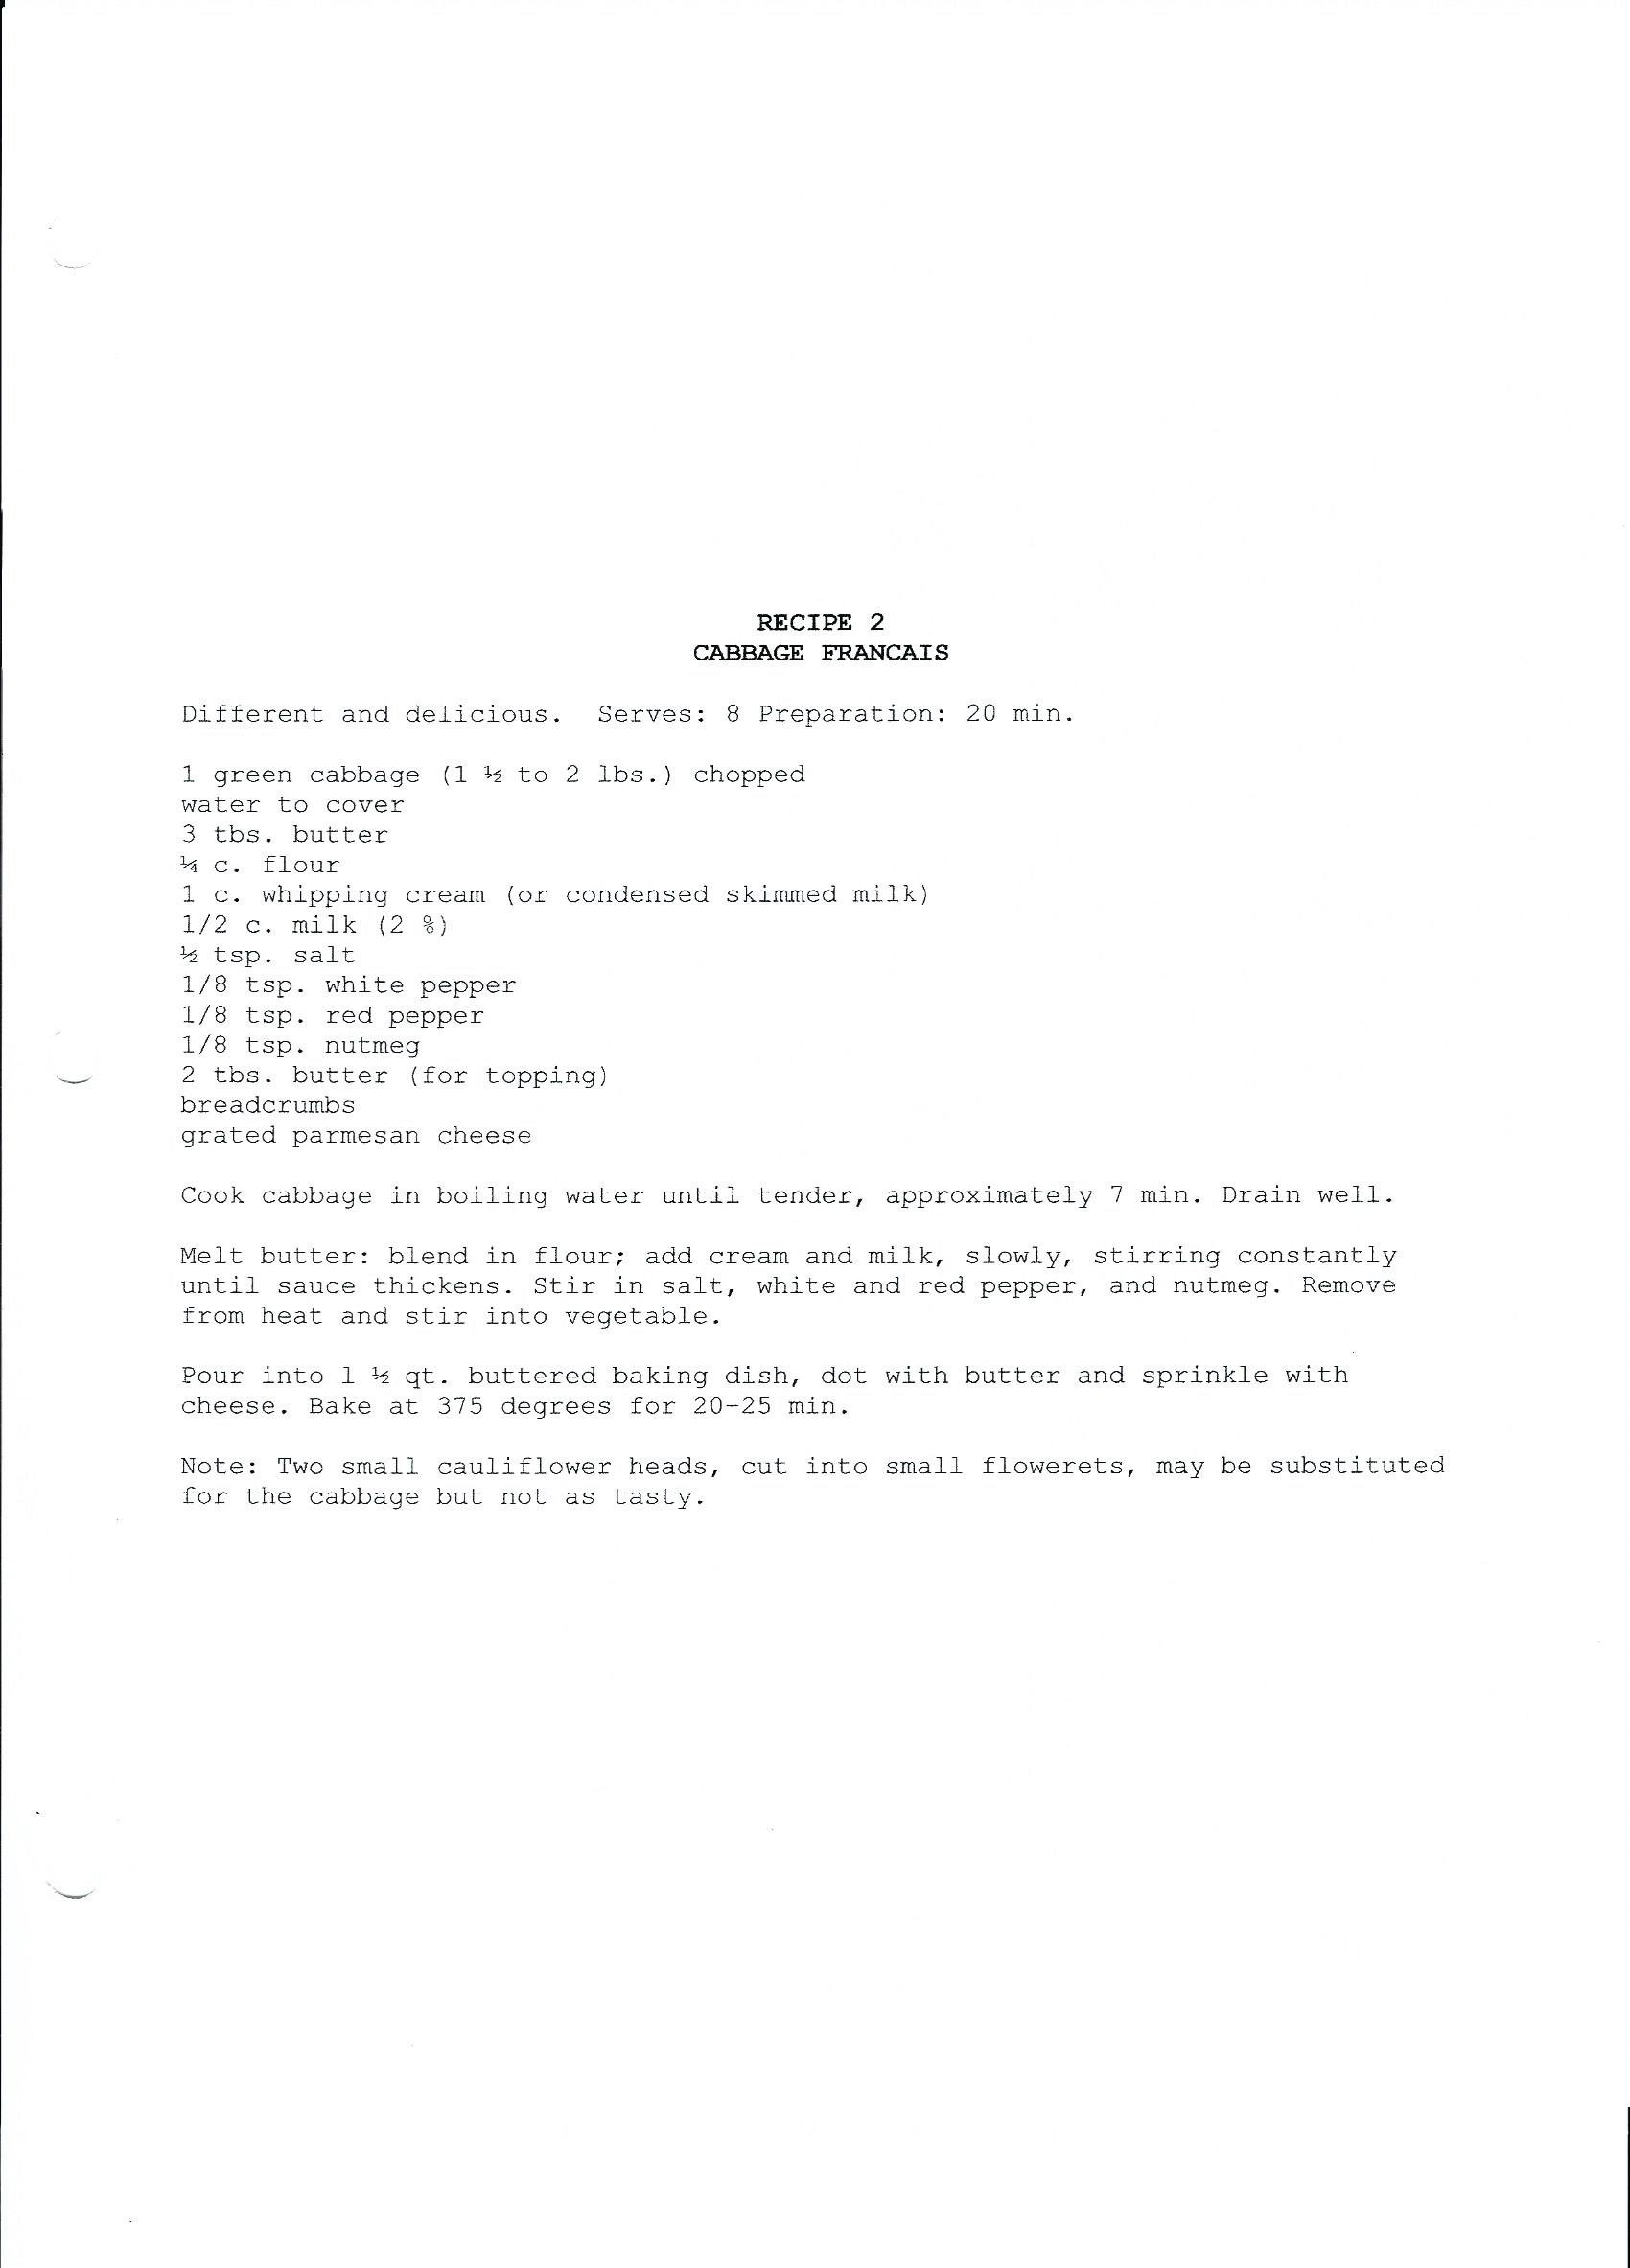 RECIPE 2
CABBAGE FRANCAIS
Different and delicious. Serves: 8 Preparation: 20 min.
1 green cabbage (1 ½ to 2 lbs.) chopped
water to cover
3 tbs. butter
¼ c. flour
1 c. whipping cream (or condensed skimmed milk)
1/2 c. milk (2 %)
½ tsp. salt
1/8 tsp. white pepper
1/8 tsp. red pepper
1/8 tsp. nutmeg
2 tbs. butter (for topping)
breadcrumbs
grated parmesan cheese
Cook cabbage in boiling water until tender, approximately 7 min. Drain well.
Melt butter: blend in flour; add cream and milk, slowly, stirring constantly
until sauce thickens. Stir in salt, white and red pepper, and nutmeg. Remove
from heat and stir into vegetable.
Pour into 1 ½ qt. buttered baking dish, dot with butter and sprinkle with
cheese. Bake at 375 degrees for 20-25 min.
Note: Two small cauliflower heads, cut into small flowerets, may be substituted
for the cabbage but not as tasty.